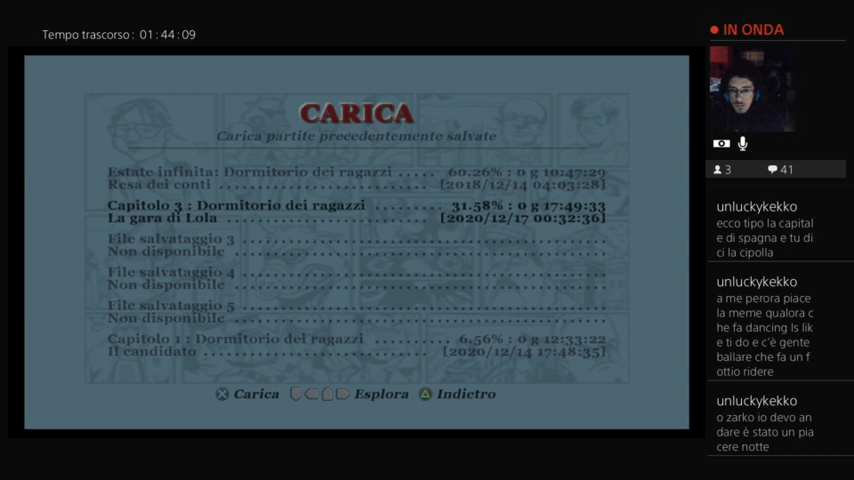 Tempo trascorso: 01:44:09
IN ONDA
CARICA
Carica partite precedentemente salvate
Estate infinita: Dormitorio dei ragazzi ..... 60.26% : 0 g 10:47:29
Resa dei conti ........................... [2018/12/14 04:03:28]
Capitolo 3 : Dormitorio dei ragazzi ........ 31.58% : 0 g 17:49:33
La gara di Lola ........................... [2020/12/17 00:32:36]
File salvataggio 3 ................................................
Non disponibile ................................................
File salvataggio 4 ................................................
Non disponibile ................................................
File salvataggio 5 ................................................
Non disponibile ................................................
Capitolo 1 : Dormitorio dei ragazzi ......... 6.56% : 0 g 12:33:22
Il candidato ............................. [2020/12/14 17:48:35]
Carica Esplora Indietro
3 41
unluckykekko
ecco tipo la capital
e di spagna e tu di
ci la cipolla
unluckykekko
a me perora piace
la meme qualora c
he fa dancing ls lik
e ti do e c'è gente
ballare che fa un f
ottio ridere
unluckykekko
o zarko io devo an
dare è stato un pia
cere notte